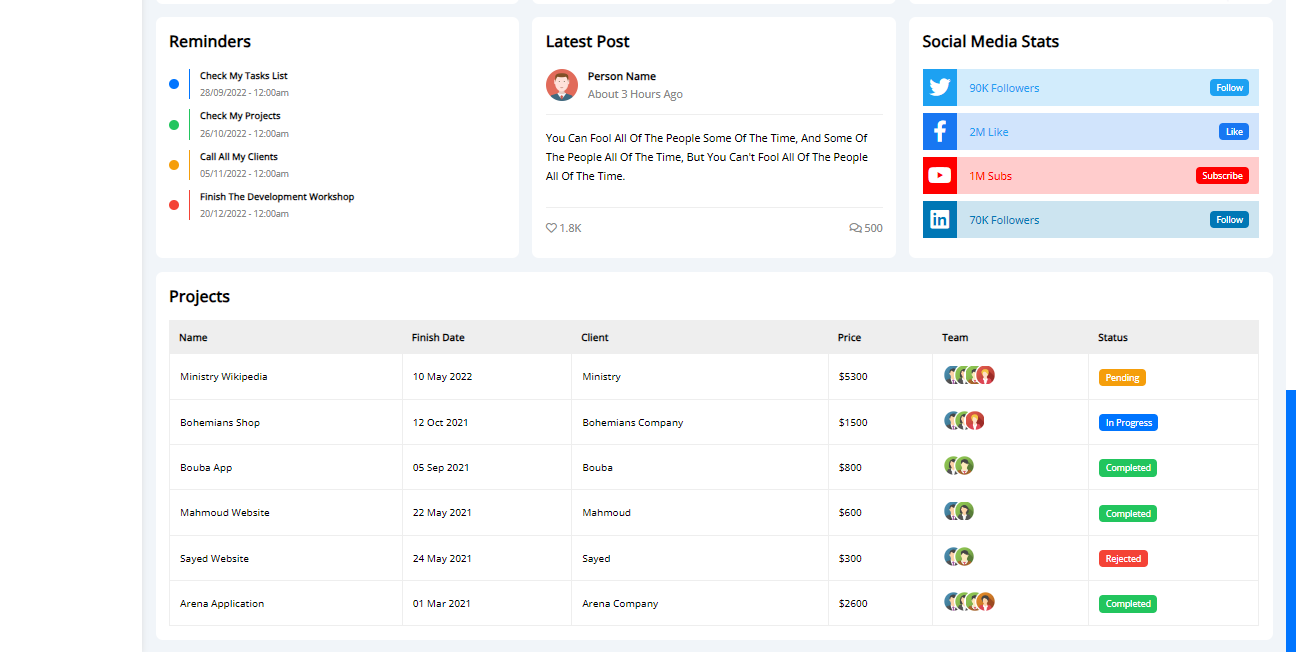 Reminders
Check My Tasks List
28/09/2022 - 12:00am
Check My Projects
26/10/2022 - 12:00am
Call All My Clients
05/11/2022 - 12:00am
Finish The Development Workshop
20/12/2022 - 12:00am
Latest Post
Person Name
About 3 Hours Ago
You Can Fool All Of The People Some Of The Time, And Some Of
The People All Of The Time, But You Can't Fool All Of The People
All Of The Time.
1.8K 500
Social Media Stats
90K Followers Follow
2M Like Like
1M Subs Subscribe
in 70K Followers Follow
Projects
Name Finish Date Client Price Team Status
Ministry Wikipedia 10 May 2022 Ministry $5300 Pending
Bohemians Shop 12 Oct 2021 Bohemians Company $1500 In Progress
Bouba App 05 Sep 2021 Bouba $800 Completed
Mahmoud Website 22 May 2021 Mahmoud $600 Completed
Sayed Website 24 May 2021 Sayed $300 Rejected
Arena Application 01 Mar 2021 Arena Company $2600 Completed